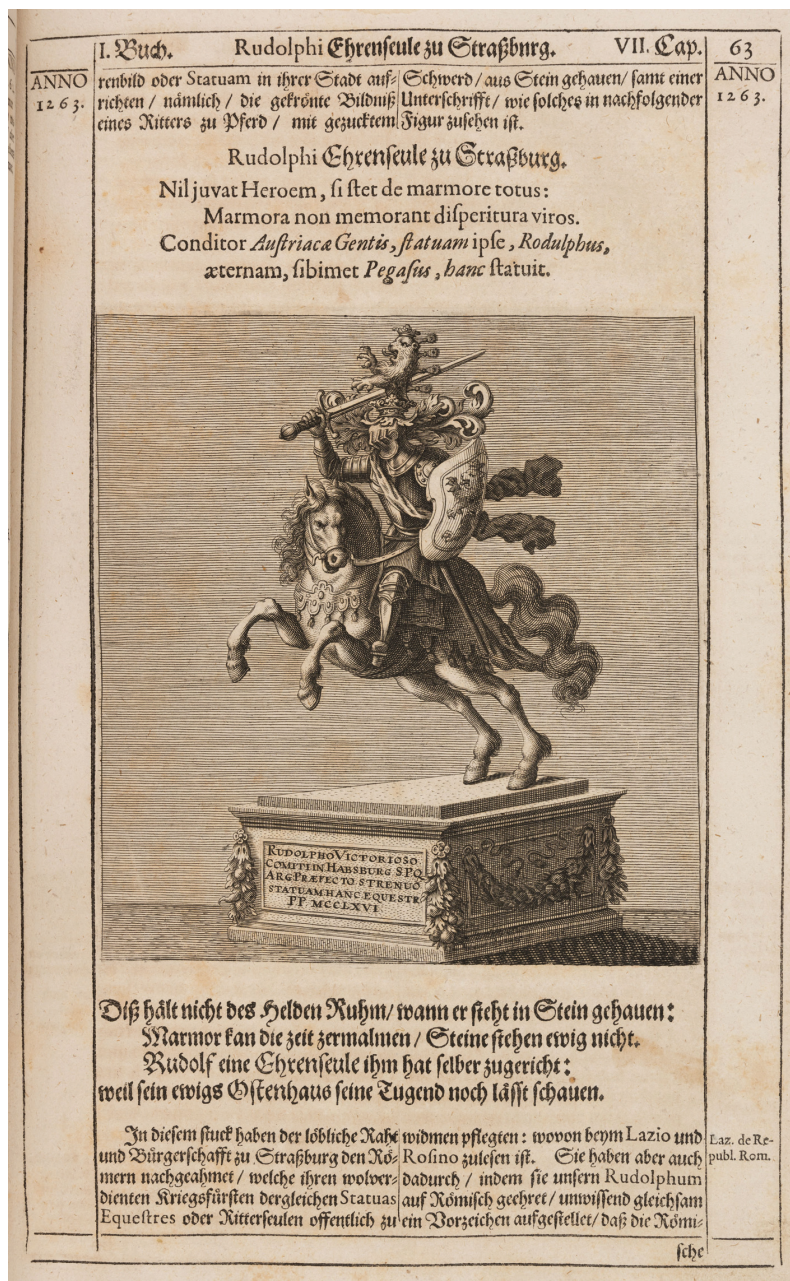 I. Buch. Rudolphi Ehrenseule zu Straßburg. VII. Cap. 63
ANNO
1263.
renbild oder Statuam in ihrer Stadt auf-
richten / nämlich / die gekrönte Bildniß
eines Ritters zu Pferd / mit gezucktem
Schwerd / aus Stein gehauen / samt einer
Unterschrifft / wie solches in nachfolgender
Figur zusehen ist.
ANNO
1263.
Rudolphi Ehrenseule zu Straßburg.
Nil juvat Heroem, si stet de marmore totus:
Marmora non memorant disperitura viros.
Conditor Austriacæ Gentis, statuam ipse, Rodulphus,
æternam, sibimet Pegasus, hanc statuit.
RUDOLPHO VICTORIOSO
COMITI IN HABSBURG SPQ
ARG PRÆFECTO STRENUO
STATUAM HANC EQUESTR
PP MCCLXVI
Diß hält nicht des Helden Ruhm / wann er steht in Stein gehauen:
Marmor kan die zeit zermalmen / Steine stehen ewig nicht.
Rudolf eine Ehrenseule ihm hat selber zugericht:
weil sein ewigs Ostenhaus seine Tugend noch lässt schauen.
In diesem stuck haben der löbliche Raht
und Bürgerschafft zu Straßburg den Rö-
mern nachgeahmet / welche ihren wolver-
dienten Kriegsfürsten dergleichen Statuas
Equestres oder Ritterseulen offentlich zu
widmen pflegten: wovon beym Lazio und
Rosino zulesen ist. Sie haben aber auch
dadurch / indem sie unsern Rudolphum
auf Römisch geehret / unwissend gleichsam
ein Vorzeichen aufgestellet / daß die Römi-
sche
Laz. de Re-
publ. Rom.